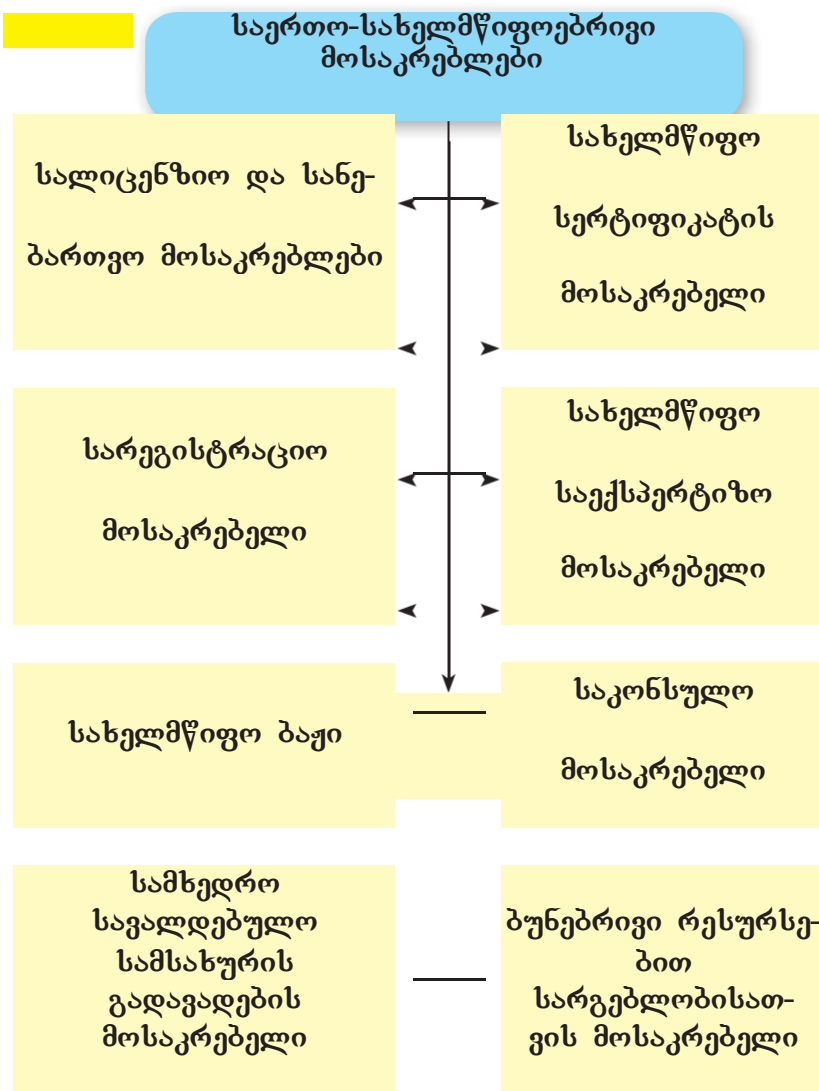 საერთო-სახელმწიფოებრივი
მოსაკრებლები
სალიცენზიო და სანე-
ბართვო მოსაკრებლები
სახელმწიფო
სერტიფიკატის
მოსაკრებელი
სარეგისტრაციო
მოსაკრებელი
სახელმწიფო
საექსპერტიზო
მოსაკრებელი
სახელმწიფო ბაჟი
საკონსულო
მოსაკრებელი
სამხედრო
სავალდებულო
სამსახურის
გადავადების
მოსაკრებელი
ბუნებრივი რესურსე-
ბით
სარგებლობისათ-
ვის მოსაკრებელი